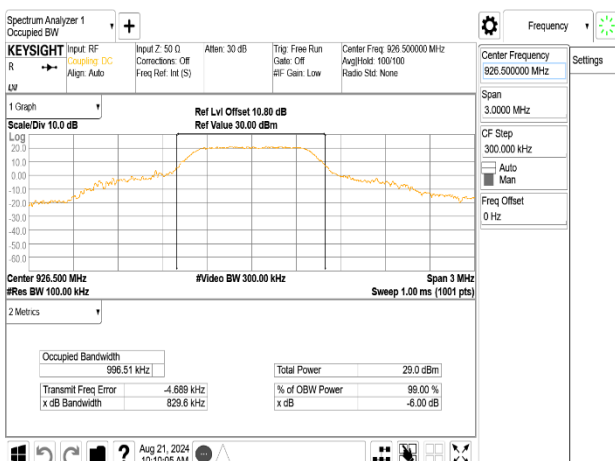 Spectrum Analyzer 1
Occupied BW
Frequency
KEYSIGHT
Input: RF
Coupling: DC
Align: Auto
Input Z: 50 Ω
Corrections: Off
Freq Ref: Int (S)
Atten: 30 dB
Trig: Free Run
Gate: Off
#IF Gain: Low
Center Freq: 926.500000 MHz
Avg|Hold: 100/100
Radio Std: None
R
LXI
Center Frequency
926.500000 MHz
Settings
Span
3.0000 MHz
CF Step
300.000 kHz
Auto
Man
Freq Offset
0 Hz
1 Graph
Scale/Div 10.0 dB
Ref Lvl Offset 10.80 dB
Ref Value 30.00 dBm
Log
20.0
10.0
0.00
-10.0
-20.0
-30.0
-40.0
-50.0
-60.0
Center 926.500 MHz
#Video BW 300.00 kHz
Span 3 MHz
#Res BW 100.00 kHz
Sweep 1.00 ms (1001 pts)
2 Metrics
Occupied Bandwidth
996.51 kHz
Total Power 29.0 dBm
Transmit Freq Error -4.689 kHz
% of OBW Power 99.00 %
x dB Bandwidth 829.6 kHz
x dB -6.00 dB
?
Aug 21, 2024